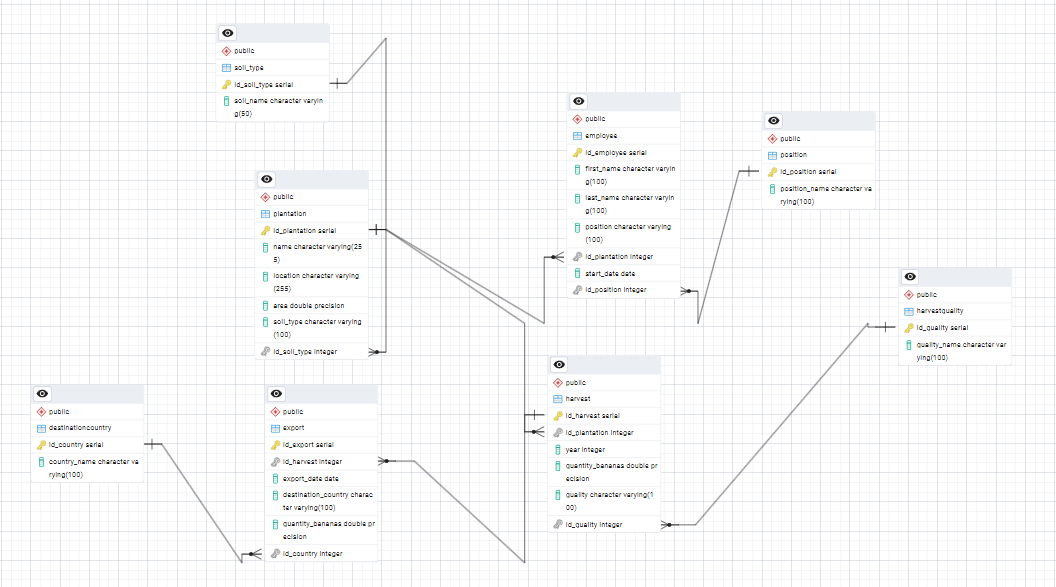 public
soil_type
id_soil_type serial
soil_name character varyin
g(50)
public
employee
id_employee serial
first_name character varyin
g(100)
last_name character varyin
g(100)
position character varying
(100)
id_plantation integer
start_date date
id_position integer
public
position
id_position serial
position_name character va
rying(100)
public
plantation
id_plantation serial
name character varying(25
5)
location character varying
(255)
area double precision
soil_type character varying
(100)
id_soil_type integer
public
harvestquality
id_quality serial
quality_name character var
ying(100)
public
harvest
id_harvest serial
id_plantation integer
year integer
quantity_bananas double pr
ecision
quality character varying(1
00)
id_quality integer
public
destinationcountry
id_country serial
country_name character va
rying(100)
public
export
id_export serial
id_harvest integer
export_date date
destination_country charac
ter varying(100)
quantity_bananas double pr
ecision
id_country integer